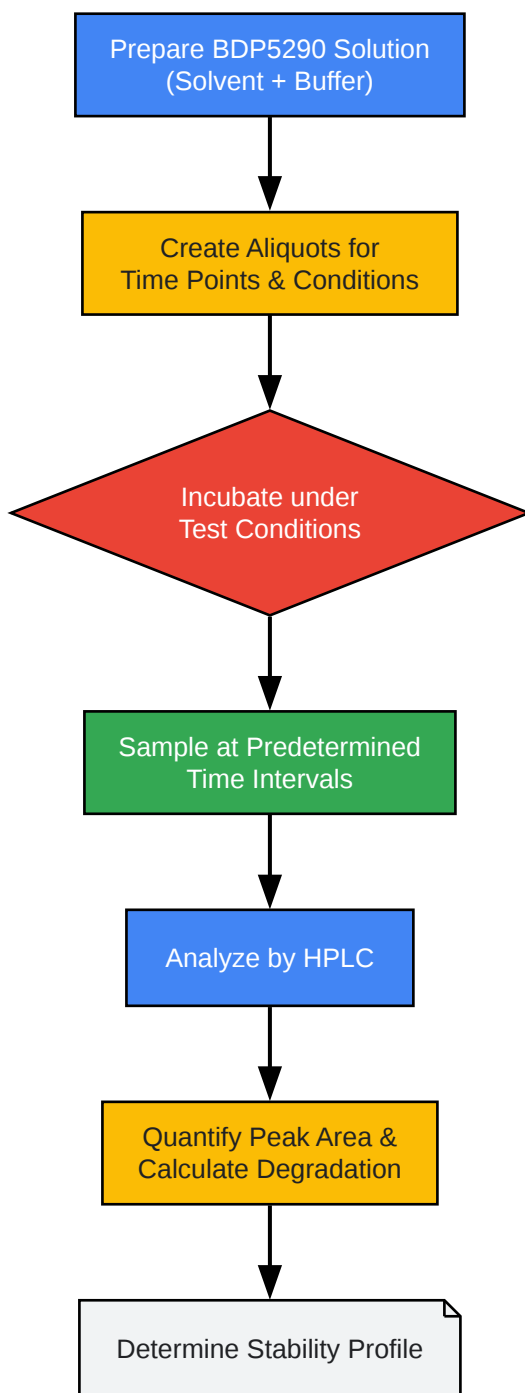 Prepare BDP5290 Solution
(Solvent + Buffer)
Create Aliquots for
Time Points & Conditions
Incubate under
Test Conditions
Sample at Predetermined
Time Intervals
Analyze by HPLC
Quantify Peak Area &
Calculate Degradation
Determine Stability Profile